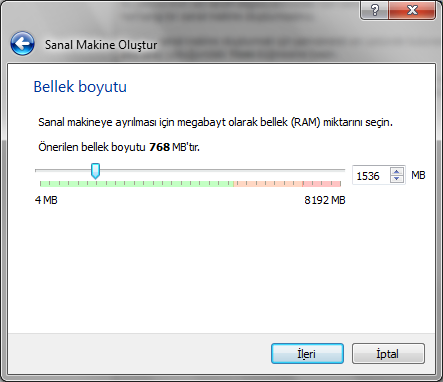 Sanal Makine Oluştur
Bellek boyutu
Sanal makineye ayrılması için megabayt olarak bellek (RAM) miktarını seçin.
Önerilen bellek boyutu 768 MB'tır.
1536 MB
4 MB 8192 MB
İleri İptal